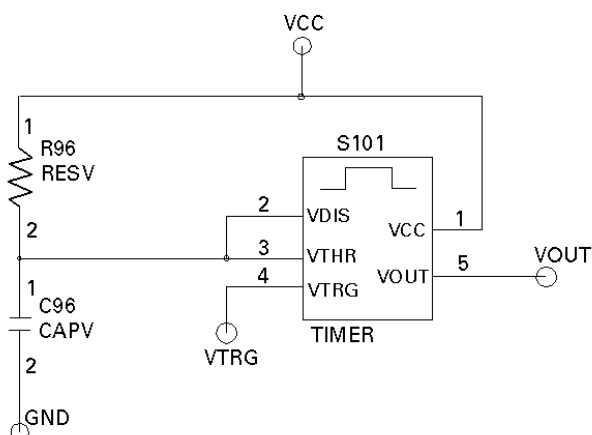 VCC
S101
1
R96
RESV
2
2
VDIS
VCC
1
3
VTHR
VOUT
5
VOUT
4
VTRG
TIMER
VTRG
1
C96
CAPV
2
GND